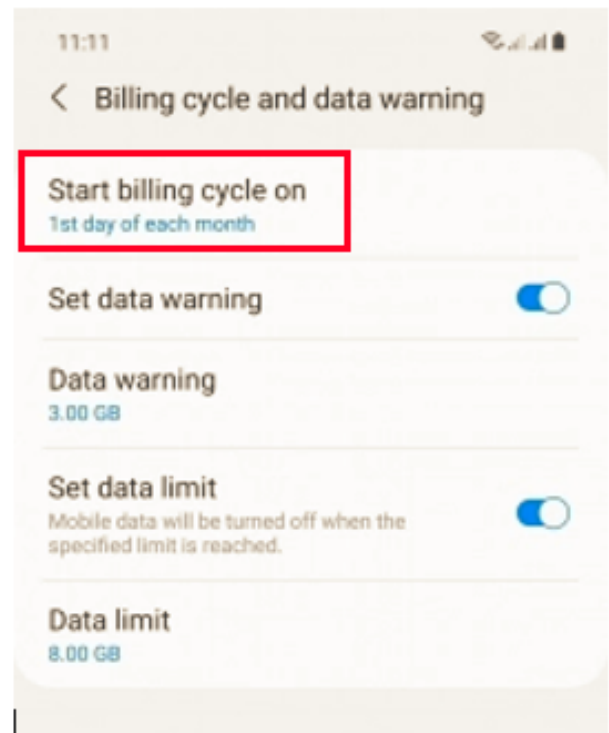 11:11
Billing cycle and data warning
Start billing cycle on
1st day of each month
Set data warning
Data warning
3.00 GB
Set data limit
Mobile data will be turned off when the
specified limit is reached.
Data limit
8.00 GB